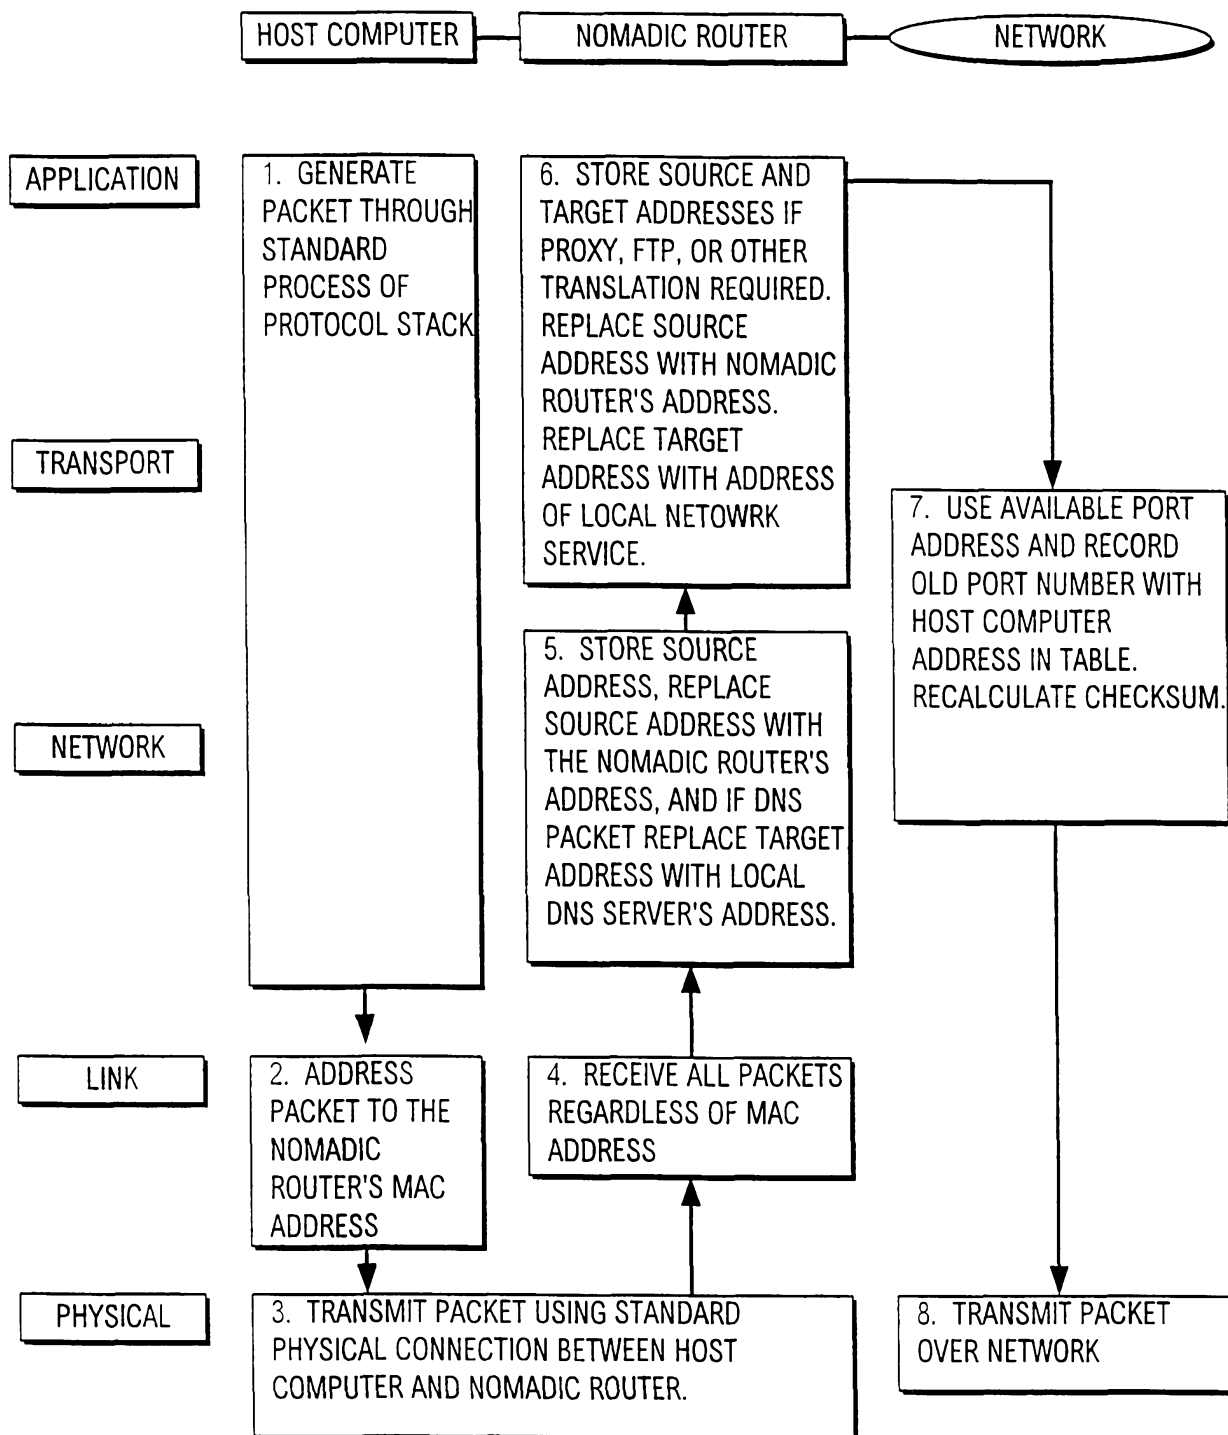 HOST COMPUTER
NOMADIC ROUTER
NETWORK
APPLICATION
TRANSPORT
NETWORK
LINK
PHYSICAL
1. GENERATE
PACKET THROUGH
STANDARD
PROCESS OF
PROTOCOL STACK
2. ADDRESS
PACKET TO THE
NOMADIC
ROUTER'S MAC
ADDRESS
3. TRANSMIT PACKET USING STANDARD
PHYSICAL CONNECTION BETWEEN HOST
COMPUTER AND NOMADIC ROUTER.
4. RECEIVE ALL PACKETS
REGARDLESS OF MAC
ADDRESS
5. STORE SOURCE
ADDRESS, REPLACE
SOURCE ADDRESS WITH
THE NOMADIC ROUTER'S
ADDRESS, AND IF DNS
PACKET REPLACE TARGET
ADDRESS WITH LOCAL
DNS SERVER'S ADDRESS.
6. STORE SOURCE AND
TARGET ADDRESSES IF
PROXY, FTP, OR OTHER
TRANSLATION REQUIRED.
REPLACE SOURCE
ADDRESS WITH NOMADIC
ROUTER'S ADDRESS.
REPLACE TARGET
ADDRESS WITH ADDRESS
OF LOCAL NETOWRK
SERVICE.
7. USE AVAILABLE PORT
ADDRESS AND RECORD
OLD PORT NUMBER WITH
HOST COMPUTER
ADDRESS IN TABLE.
RECALCULATE CHECKSUM.
8. TRANSMIT PACKET
OVER NETWORK